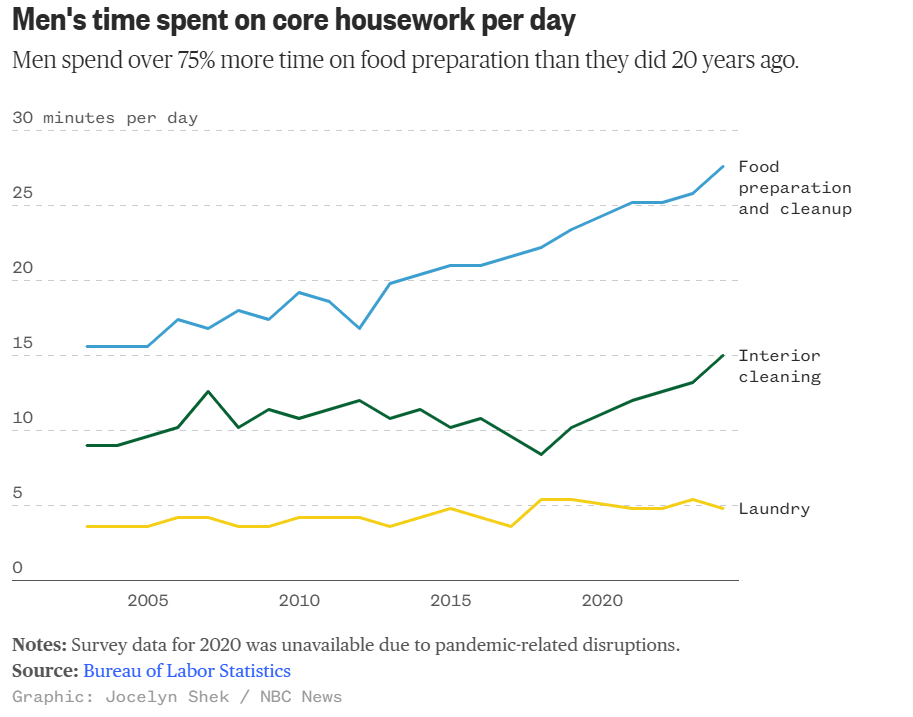 Men's time spent on core housework per day
Men spend over 75% more time on food preparation than they did 20 years ago.
30 minutes per day
Food
preparation
and cleanup
25
20
15
Interior
cleaning
10
5
Laundry
0
2005 2010 2015 2020
Notes: Survey data for 2020 was unavailable due to pandemic-related disruptions.
Source: Bureau of Labor Statistics
Graphic: Jocelyn Shek / NBC News